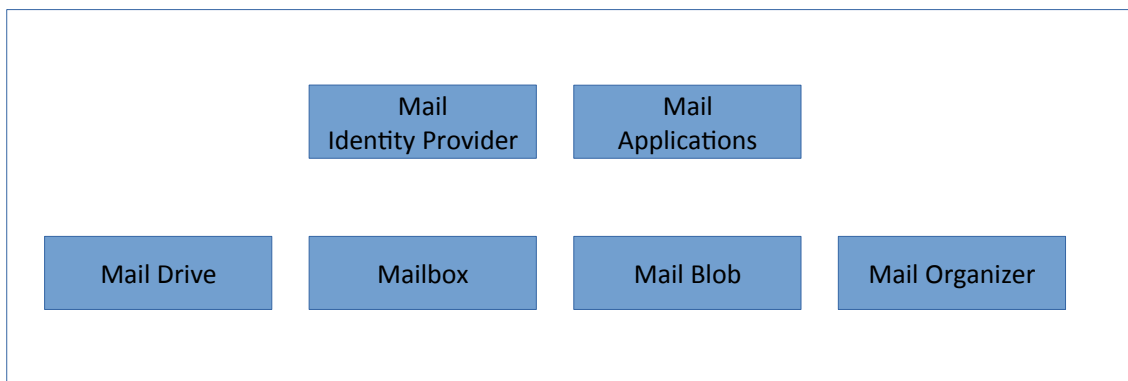 Mail
Identity Provider
Mail
Applications
Mail Drive
Mailbox
Mail Blob
Mail Organizer